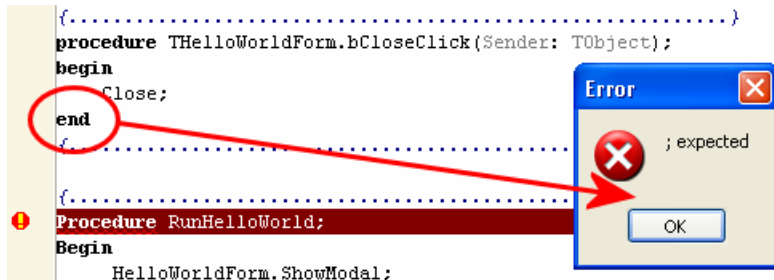 {......................................................................}
procedure THelloWorldForm.bCloseClick(Sender: TObject);
begin
Close;
end
{......................................................
{......................................................
Procedure RunHelloWorld;
Begin
HelloWorldForm.ShowModal;
Error
; expected
OK